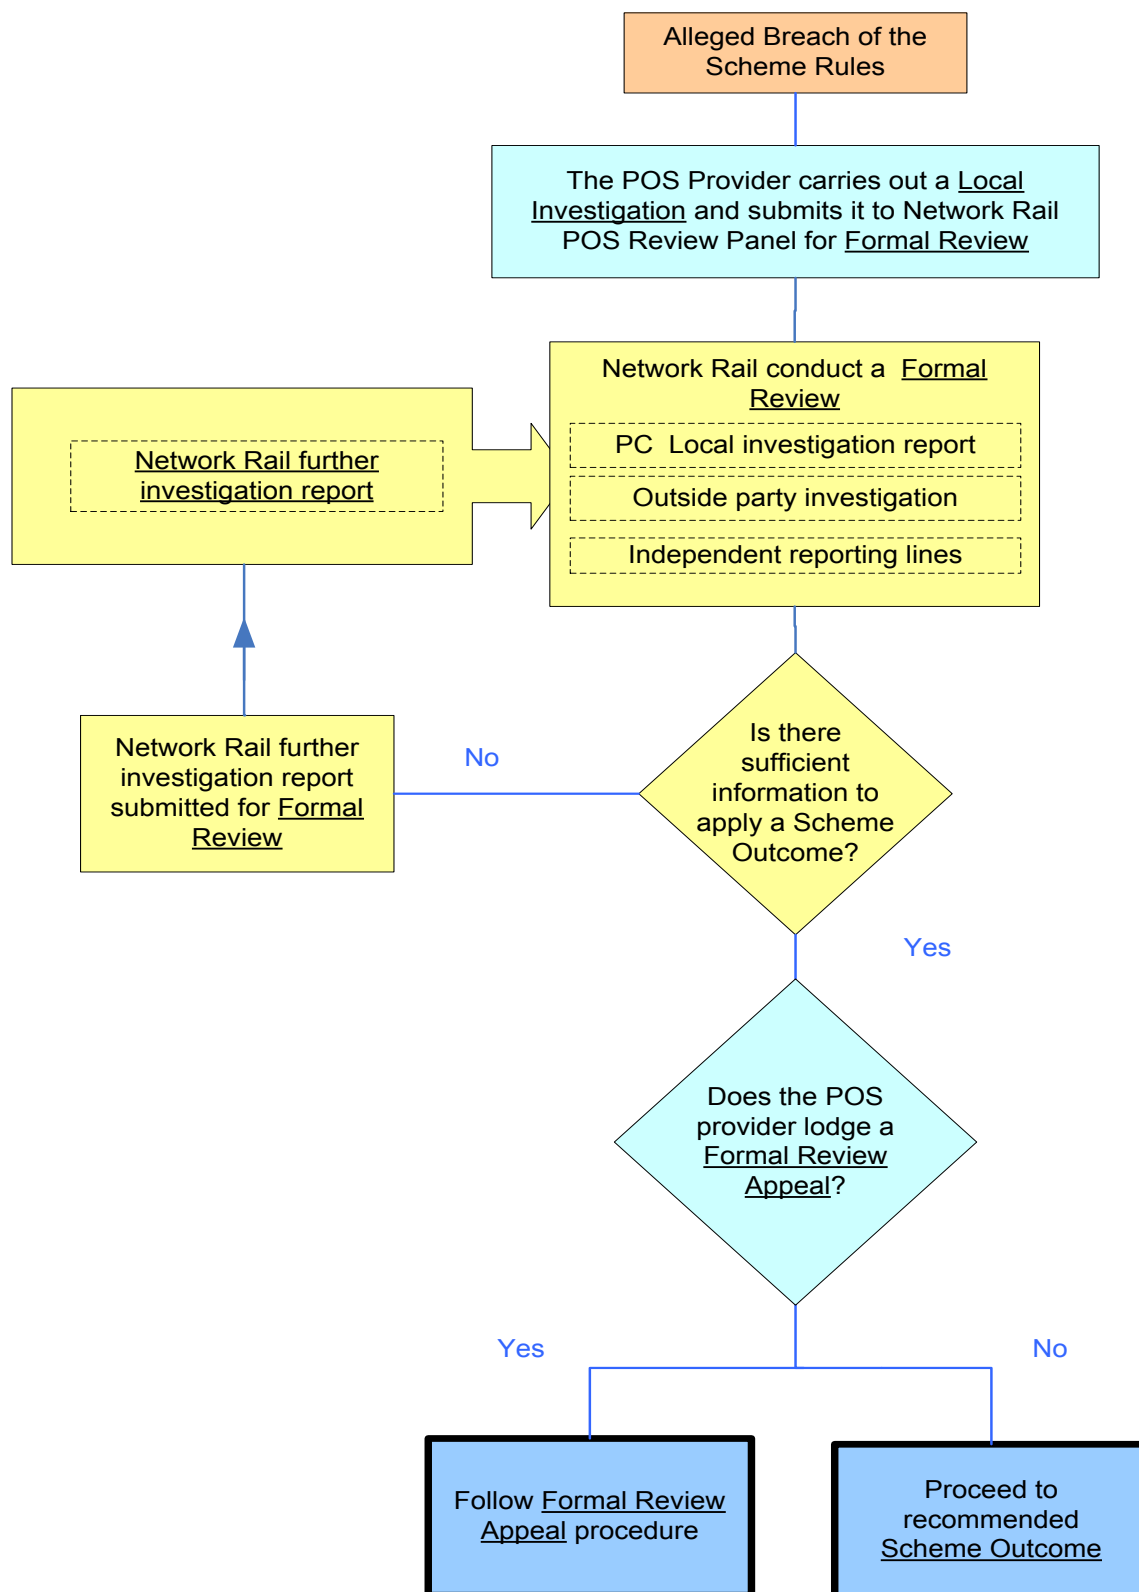 Alleged Breach of the
Scheme Rules
The POS Provider carries out a Local
Investigation and submits it to Network Rail
POS Review Panel for Formal Review
Network Rail conduct a Formal
Review
PC Local investigation report
Outside party investigation
Independent reporting lines
Network Rail further
investigation report
Is there
sufficient
information to
apply a Scheme
Outcome?
No
Network Rail further
investigation report
submitted for Formal
Review
Yes
Does the POS
provider lodge a
Formal Review
Appeal?
Yes
No
Follow Formal Review
Appeal procedure
Proceed to
recommended
Scheme Outcome